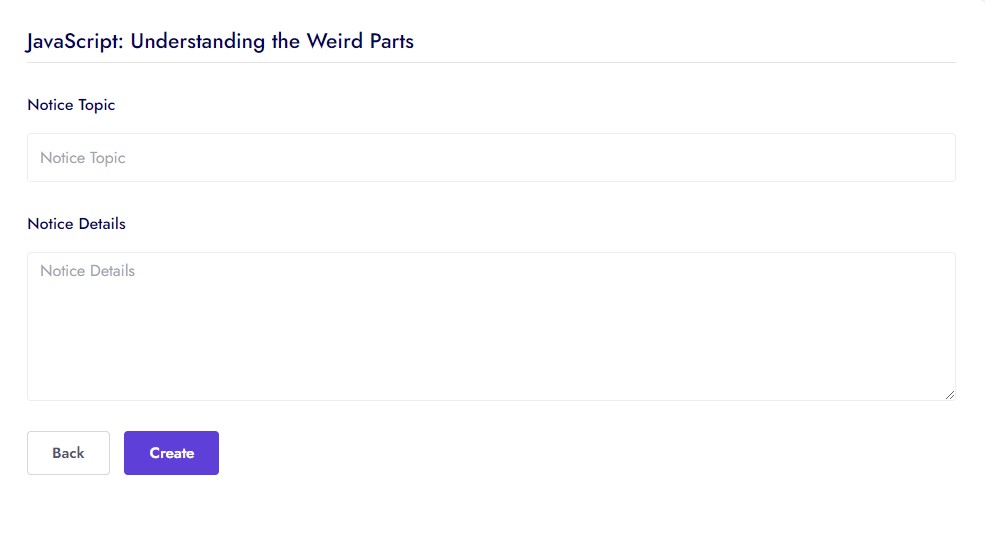 JavaScript: Understanding the Weird Parts
Notice Topic
Notice Topic
Notice Details
Notice Details
Back Create